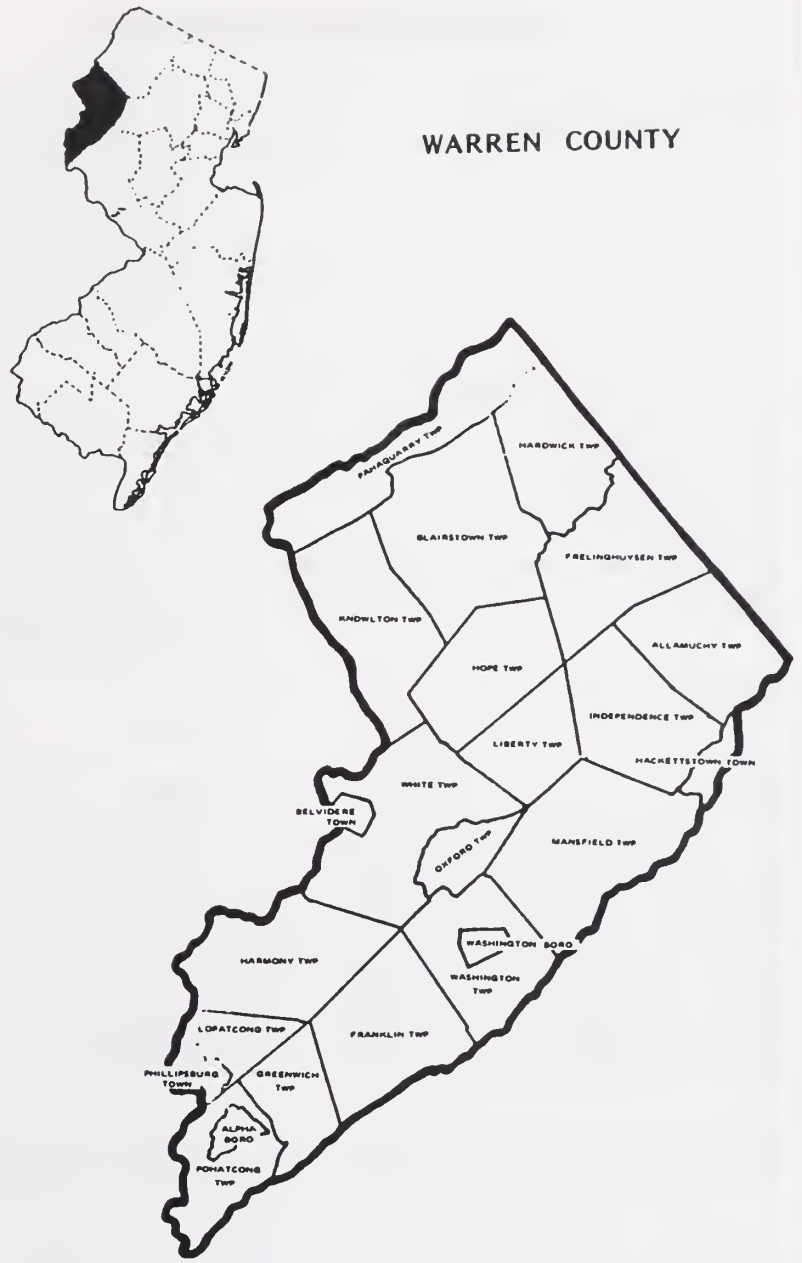 WARREN COUNTY
PAHAQUARRY TWP
HARDWICK TWP
BLAIRSTOWN TWP
FRELINGHUYSEN TWP
KNOWLTON TWP
ALLAMUCHY TWP
HOPE TWP
INDEPENDENCE TWP
LIBERTY TWP
HACKETTSTOWN TOWN
WHITE TWP
BELVIDERE
TOWN
OXFORD TWP
MANSFIELD TWP
WASHINGTON BORO
HARMONY TWP
WASHINGTON
TWP
LOPATCONG TWP
FRANKLIN TWP
PHILLIPSBURG
TOWN
GREENWICH
TWP
ALPHA
BORO
POHATCONG
TWP